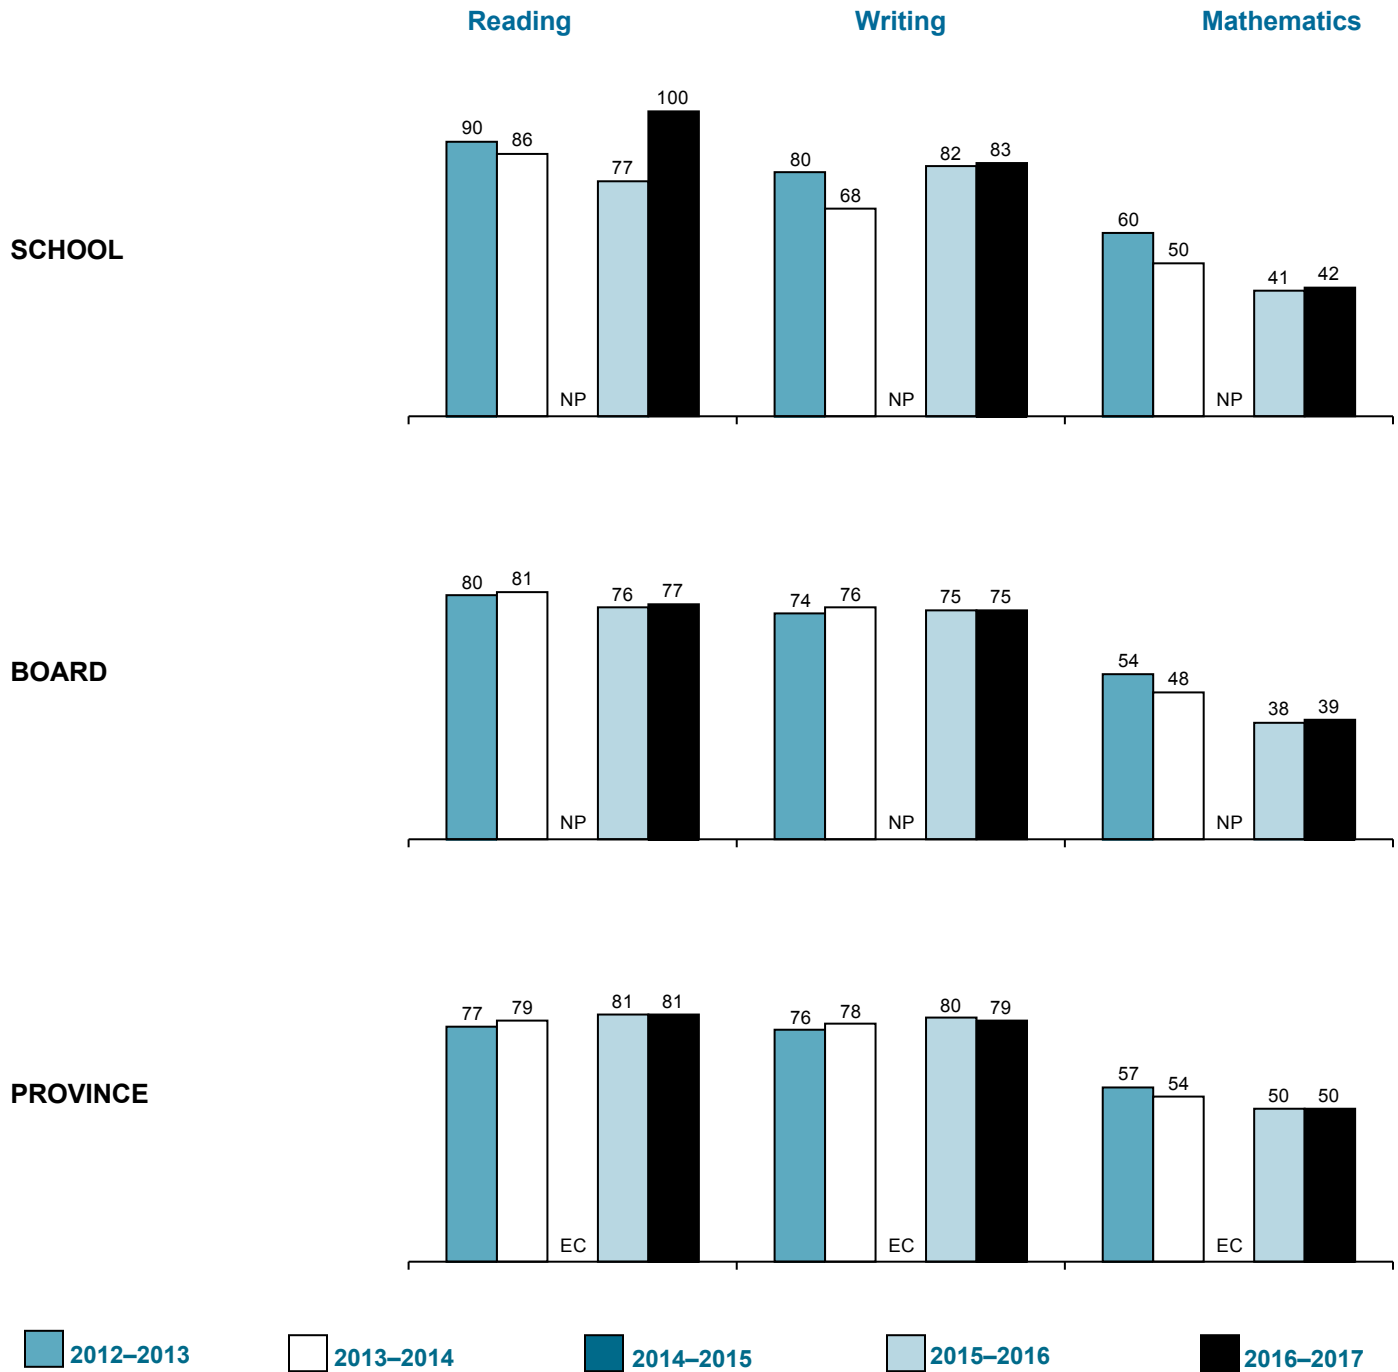 Reading Writing Mathematics
SCHOOL
90 86 NP 77 100 80 68 NP 82 83 60 50 NP 41 42
BOARD
80 81 NP 76 77 74 76 NP 75 75 54 48 NP 38 39
PROVINCE
77 79 EC 81 81 76 78 EC 80 79 57 54 EC 50 50
2012–2013 2013–2014 2014–2015 2015–2016 2016–2017